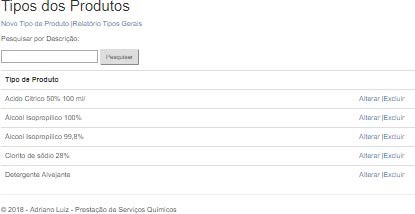 Tipos dos Produtos
Novo Tipo de Produto |Relatório Tipos Gerais
Pesquisar por Descrição:
Pesquisar
Tipo de Produto
Acido Citrico 50% 100 ml/ Alterar |Excluir
Álcool Isopropilico 100% Alterar |Excluir
Álcool Isopropilico 99,8% Alterar |Excluir
Clorito de sódio 28% Alterar |Excluir
Detergente Alvejante Alterar |Excluir
© 2018 - Adriano Luiz - Prestação de Serviços Químicos